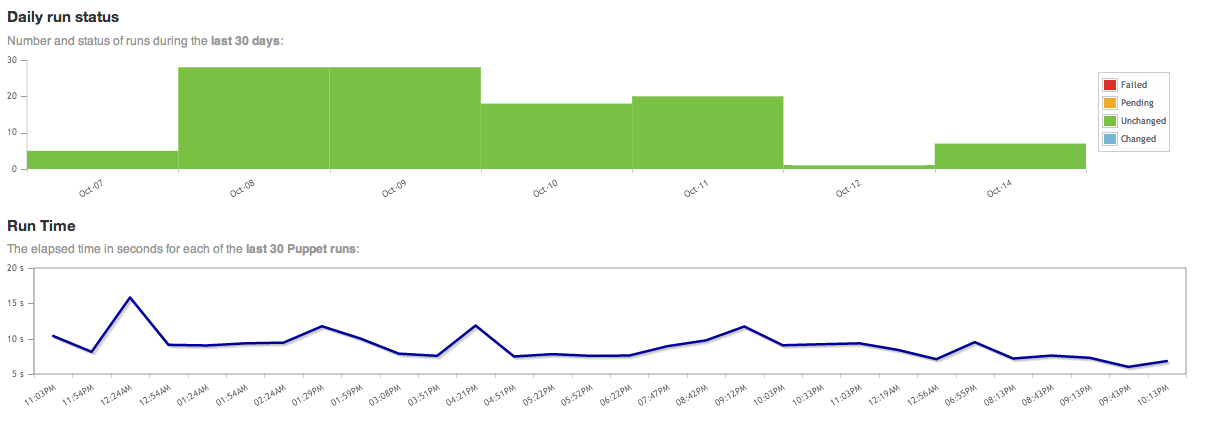 Daily run status
Number and status of runs during the last 30 days:
30
20
10
0
Oct-07 Oct-08 Oct-09 Oct-10 Oct-11 Oct-12 Oct-14
Failed
Pending
Unchanged
Changed
Run Time
The elapsed time in seconds for each of the last 30 Puppet runs:
20 s
15 s
10 s
5 s
11:03PM 11:54PM 12:24AM 12:54AM 01:24AM 01:54AM 02:24AM 01:29PM 01:59PM 03:08PM 03:51PM 04:21PM 04:51PM 05:22PM 05:52PM 06:22PM 07:47PM 08:42PM 09:12PM 10:03PM 10:33PM 11:03PM 12:19AM 12:56AM 06:55PM 08:13PM 08:43PM 09:13PM 09:43PM 10:13PM